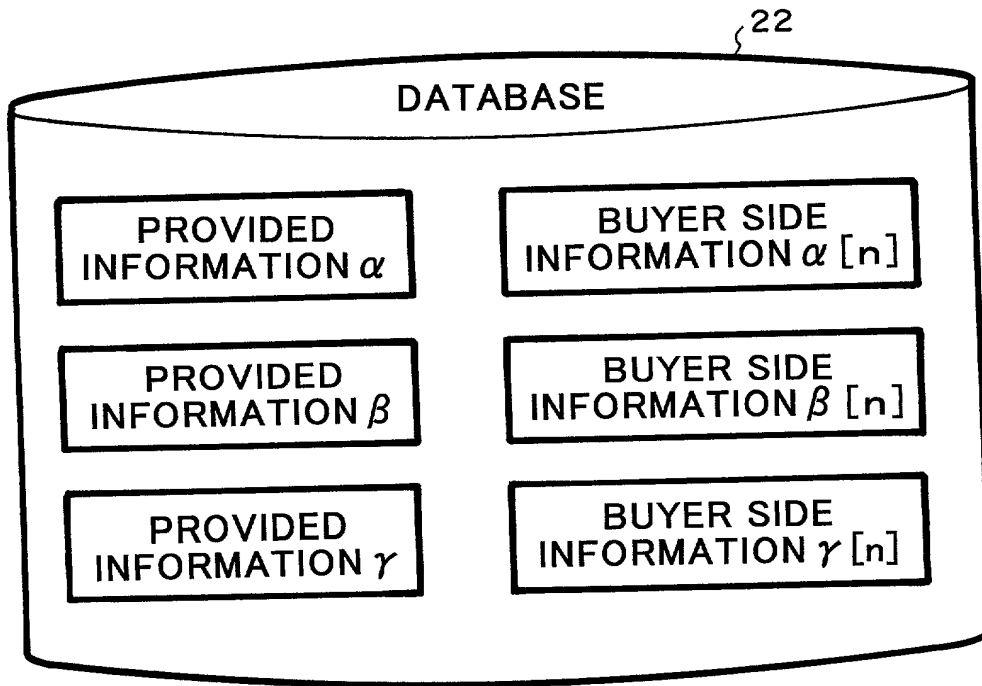 22
DATABASE
PROVIDED
INFORMATION α
BUYER SIDE
INFORMATION α [n]
PROVIDED
INFORMATION β
BUYER SIDE
INFORMATION β [n]
PROVIDED
INFORMATION γ
BUYER SIDE
INFORMATION γ [n]